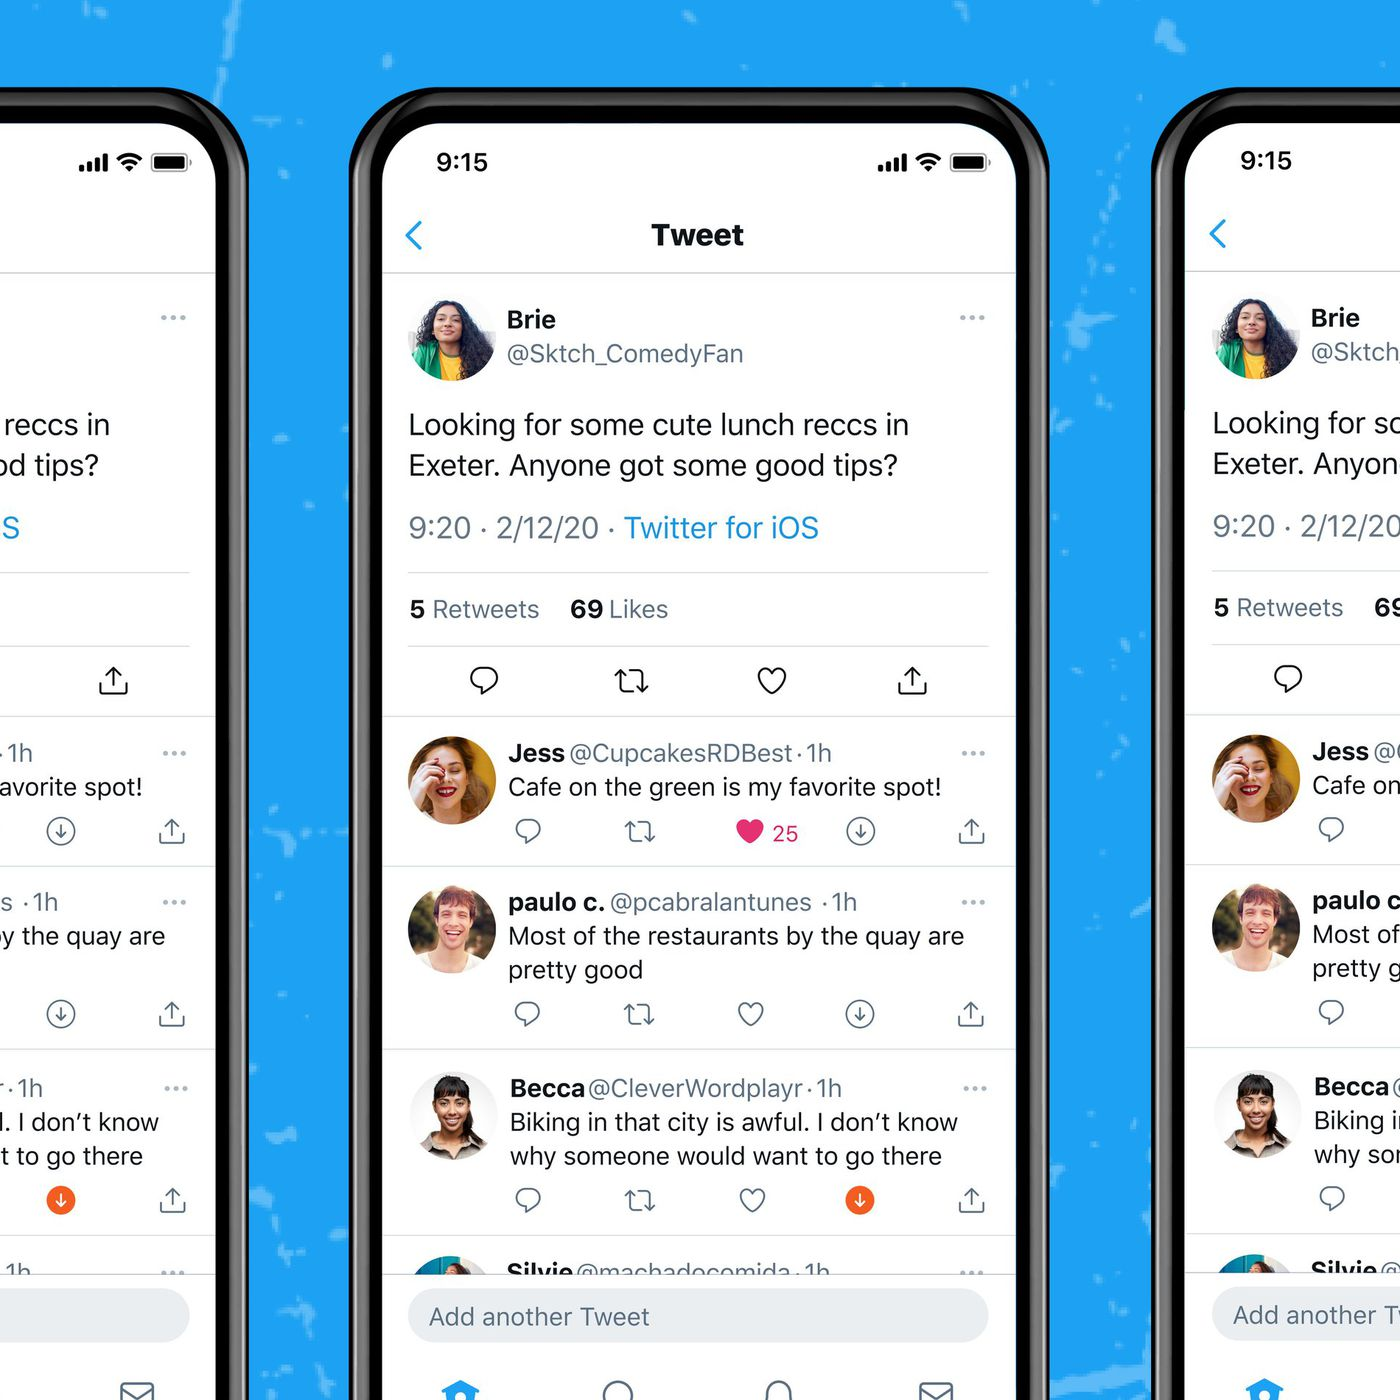 reccs in
od tips?
S
1h
avorite spot!
s · 1h
y the quay are
r · 1h
l. I don’t know
t to go there
1h
9:15
Tweet
Brie
@Sktch_ComedyFan
Looking for some cute lunch reccs in
Exeter. Anyone got some good tips?
9:20 · 2/12/20 · Twitter for iOS
5 Retweets 69 Likes
Jess @CupcakesRDBest · 1h
Cafe on the green is my favorite spot!
25
paulo c. @pcabralantunes · 1h
Most of the restaurants by the quay are
pretty good
Becca @CleverWordplayr · 1h
Biking in that city is awful. I don’t know
why someone would want to go there
Silvie @machadocomida · 1h
Add another Tweet
9:15
Brie
@Sktch_
Looking for so
Exeter. Anyon
9:20 · 2/12/20
5 Retweets 69
Jess @C
Cafe on
paulo c
Most of
pretty g
Becca @
Biking i
why som
Silvie @
Add another Tw